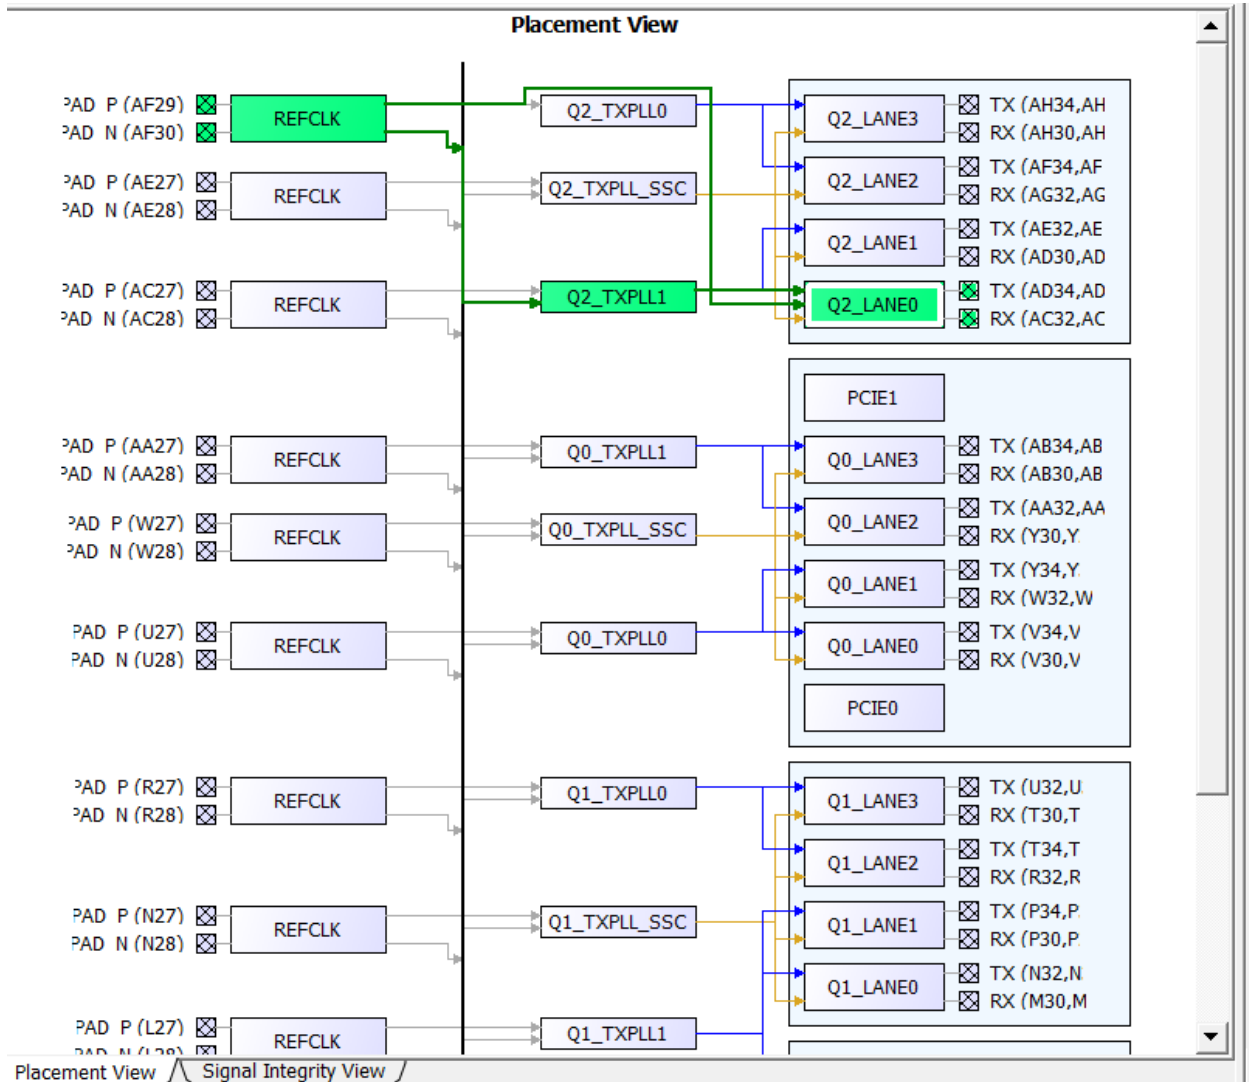 Placement View
PAD P (AF29)
PAD N (AF30)
REFCLK
Q2_TXPLL0
Q2_LANE3
TX (AH34,AH
RX (AH30,AH
PAD P (AE27)
PAD N (AE28)
REFCLK
Q2_TXPLL_SSC
Q2_LANE2
TX (AF34,AF
RX (AG32,AG
Q2_LANE1
TX (AE32,AE
RX (AD30,AD
PAD P (AC27)
PAD N (AC28)
REFCLK
Q2_TXPLL1
Q2_LANE0
TX (AD34,AD
RX (AC32,AC
PCIE1
PAD P (AA27)
PAD N (AA28)
REFCLK
Q0_TXPLL1
Q0_LANE3
TX (AB34,AB
RX (AB30,AB
PAD P (W27)
PAD N (W28)
REFCLK
Q0_TXPLL_SSC
Q0_LANE2
TX (AA32,AA
RX (Y30,Y
Q0_LANE1
TX (Y34,Y
RX (W32,W
PAD P (U27)
PAD N (U28)
REFCLK
Q0_TXPLL0
Q0_LANE0
TX (V34,V
RX (V30,V
PCIE0
PAD P (R27)
PAD N (R28)
REFCLK
Q1_TXPLL0
Q1_LANE3
TX (U32,U
RX (T30,T
Q1_LANE2
TX (T34,T
RX (R32,R
PAD P (N27)
PAD N (N28)
REFCLK
Q1_TXPLL_SSC
Q1_LANE1
TX (P34,P
RX (P30,P
Q1_LANE0
TX (N32,N
RX (M30,M
PAD P (L27)
PAD N (L28)
REFCLK
Q1_TXPLL1
Placement View
Signal Integrity View